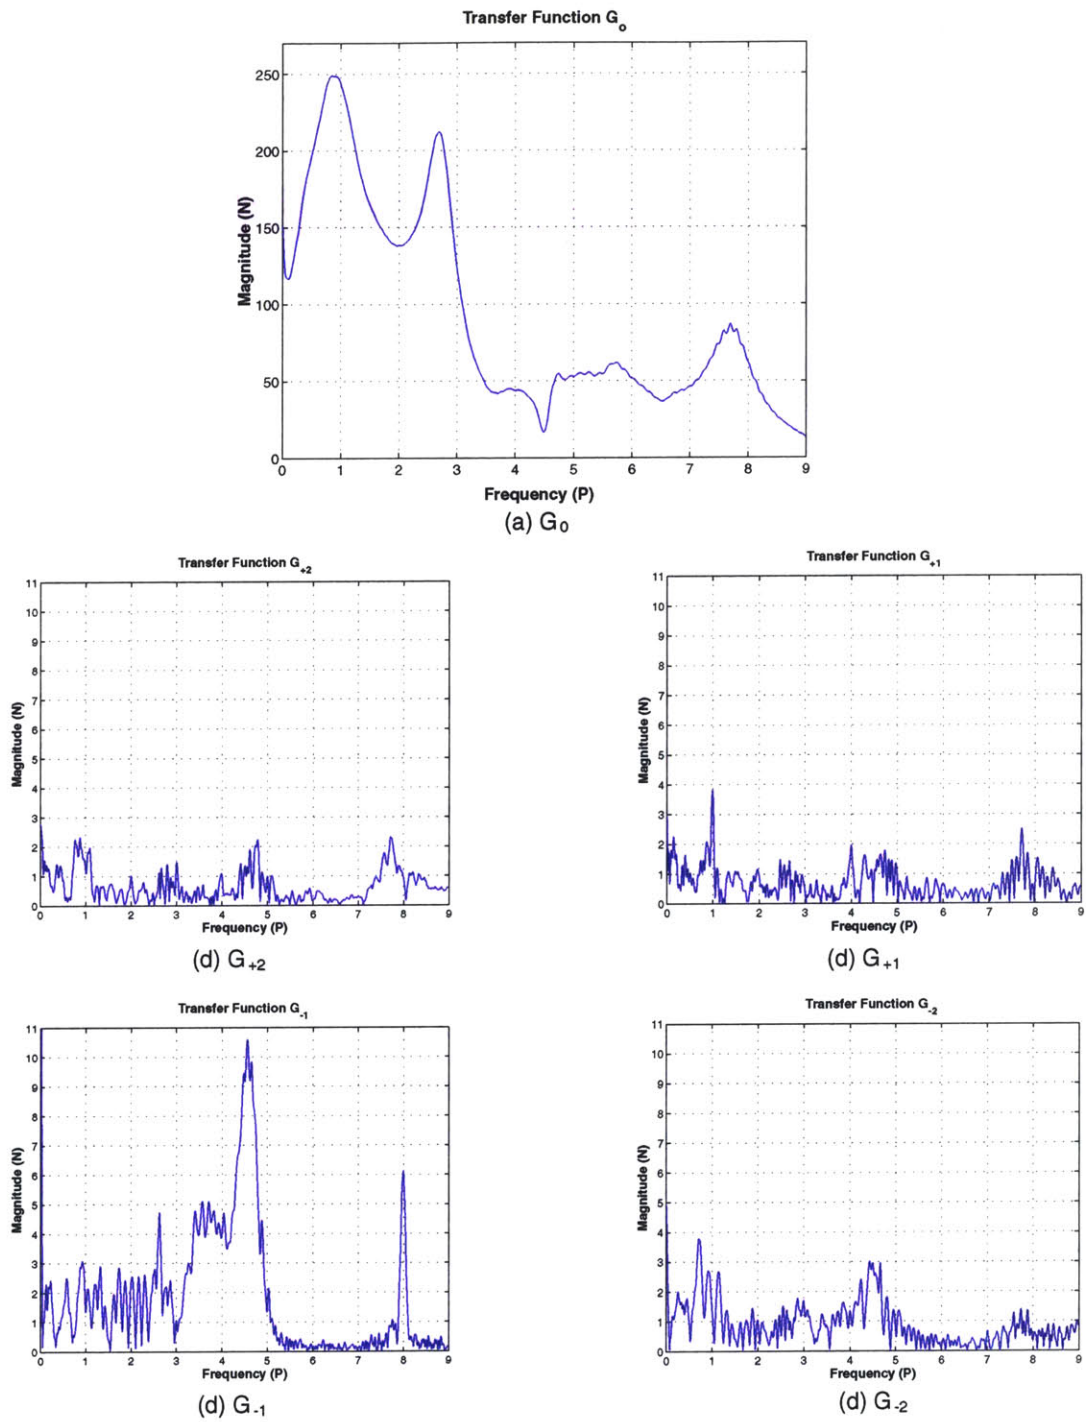 Transfer Function Go
Magnitude (N)
250
200
150
100
50
0
0 1 2 3 4 5 6 7 8 9
Frequency (P)
(a) G0
Transfer Function G+2
Magnitude (N)
11
10
9
8
7
6
5
4
3
2
1
0
0 1 2 3 4 5 6 7 8 9
Frequency (P)
(d) G+2
Transfer Function G+1
Magnitude (N)
11
10
9
8
7
6
5
4
3
2
1
0
0 1 2 3 4 5 6 7 8 9
Frequency (P)
(d) G+1
Transfer Function G-1
Magnitude (N)
11
10
9
8
7
6
5
4
3
2
1
0
0 1 2 3 4 5 6 7 8 9
Frequency (P)
(d) G-1
Transfer Function G-2
Magnitude (N)
11
10
9
8
7
6
5
4
3
2
1
0
0 1 2 3 4 5 6 7 8 9
Frequency (P)
(d) G-2